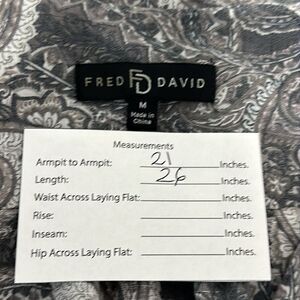 FRED FD DAVID
M
Made in
China
Measurements
Armpit to Armpit: 21 Inches.
Length: 26 Inches.
Waist Across Laying Flat: Inches.
Rise: Inches.
Inseam: Inches.
Hip Across Laying Flat: Inches.